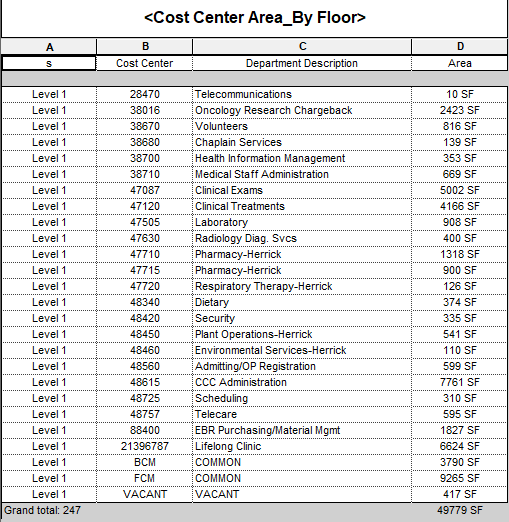 <Cost Center Area_By Floor>
A B C D
s Cost Center Department Description Area
Level 1 28470 Telecommunications 10 SF
Level 1 38016 Oncology Research Chargeback 2423 SF
Level 1 38670 Volunteers 816 SF
Level 1 38680 Chaplain Services 139 SF
Level 1 38700 Health Information Management 353 SF
Level 1 38710 Medical Staff Administration 669 SF
Level 1 47087 Clinical Exams 5002 SF
Level 1 47120 Clinical Treatments 4166 SF
Level 1 47505 Laboratory 908 SF
Level 1 47630 Radiology Diag. Svcs 400 SF
Level 1 47710 Pharmacy-Herrick 1318 SF
Level 1 47715 Pharmacy-Herrick 900 SF
Level 1 47720 Respiratory Therapy-Herrick 126 SF
Level 1 48340 Dietary 374 SF
Level 1 48420 Security 335 SF
Level 1 48450 Plant Operations-Herrick 541 SF
Level 1 48460 Environmental Services-Herrick 110 SF
Level 1 48560 Admitting/OP Registration 599 SF
Level 1 48615 CCC Administration 7761 SF
Level 1 48725 Scheduling 310 SF
Level 1 48757 Telecare 595 SF
Level 1 88400 EBR Purchasing/Material Mgmt 1827 SF
Level 1 21396787 Lifelong Clinic 6624 SF
Level 1 BCM COMMON 3790 SF
Level 1 FCM COMMON 9265 SF
Level 1 VACANT VACANT 417 SF
Grand total: 247 49779 SF